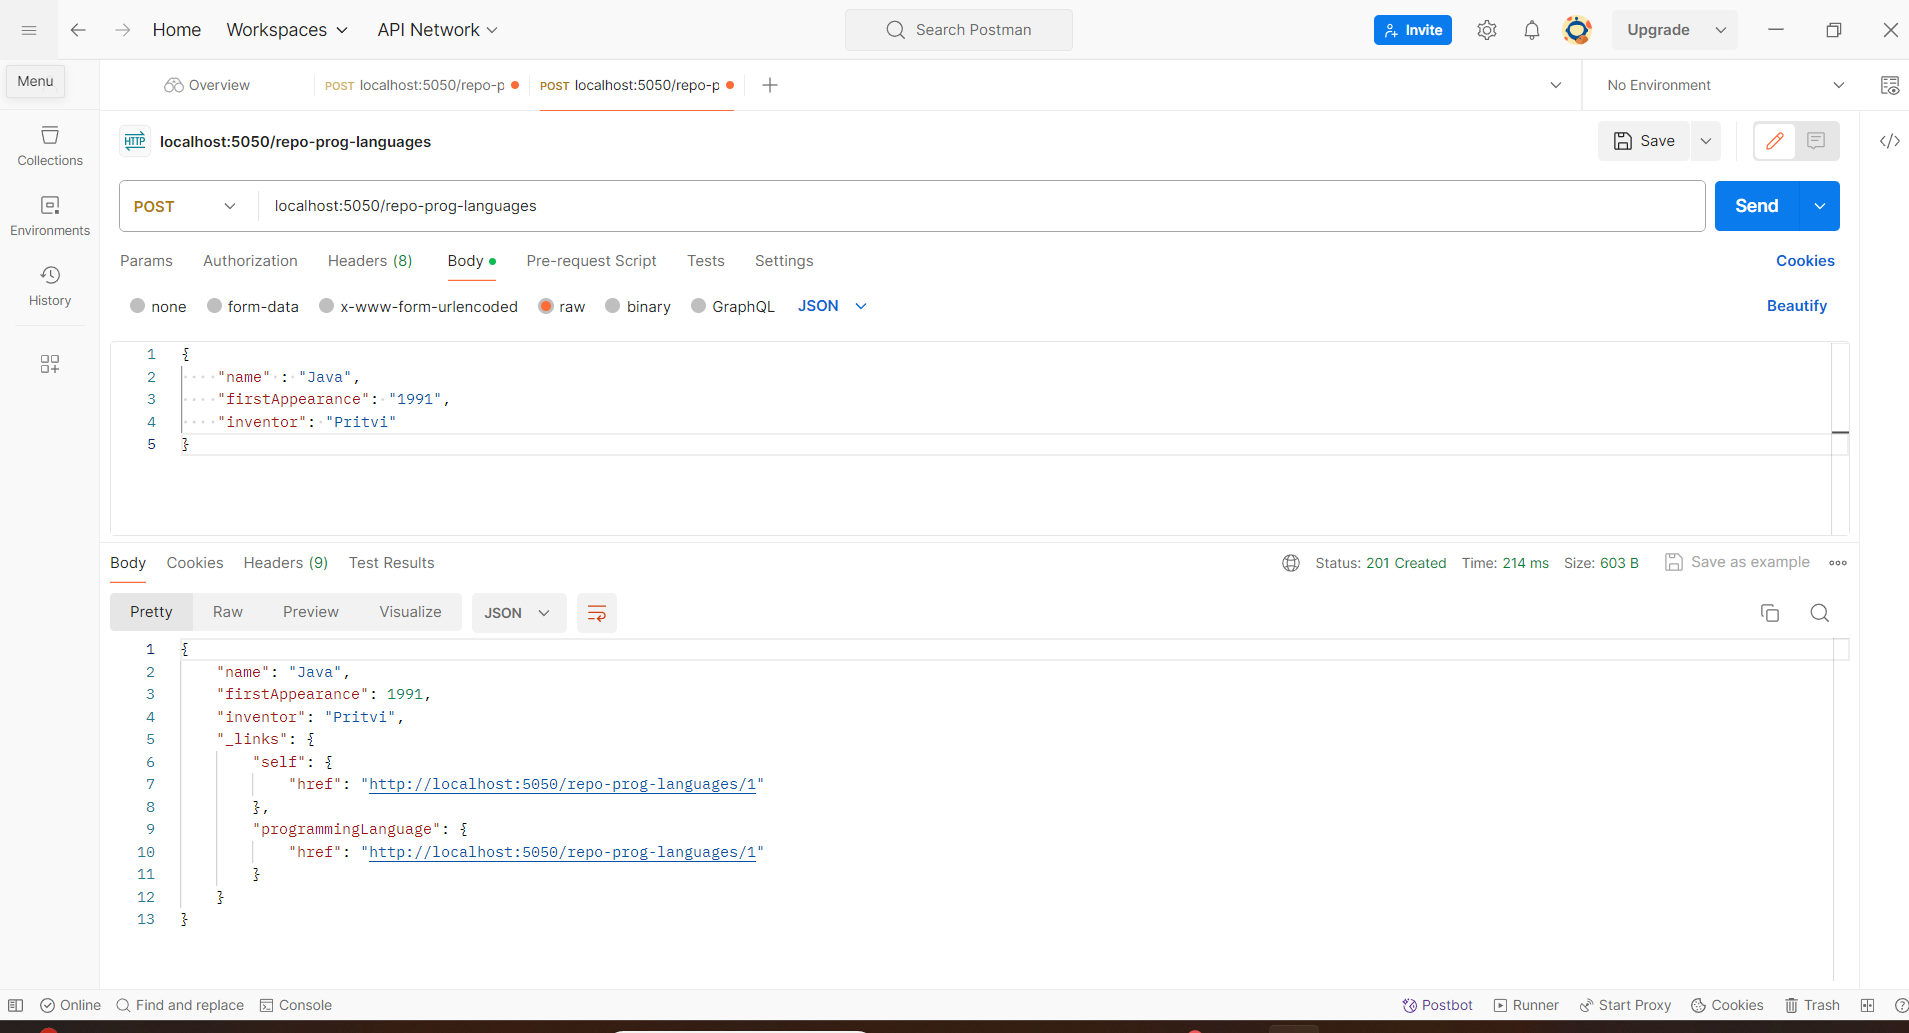 Home Workspaces API Network Search Postman Invite Upgrade
Menu
Overview POST localhost:5050/repo-p POST localhost:5050/repo-p No Environment
HTTP localhost:5050/repo-prog-languages Save
Collections
Environments
History
POST localhost:5050/repo-prog-languages Send
Params Authorization Headers (8) Body Pre-request Script Tests Settings Cookies
none form-data x-www-form-urlencoded raw binary GraphQL JSON Beautify
1 {
2 "name" : "Java",
3 "firstAppearance": "1991",
4 "inventor": "Pritvi"
5 }
Body Cookies Headers (9) Test Results Status: 201 Created Time: 214 ms Size: 603 B Save as example
Pretty Raw Preview Visualize JSON
1 {
2 "name": "Java",
3 "firstAppearance": 1991,
4 "inventor": "Pritvi",
5 "_links": {
6 "self": {
7 "href": "http://localhost:5050/repo-prog-languages/1"
8 },
9 "programmingLanguage": {
10 "href": "http://localhost:5050/repo-prog-languages/1"
11 }
12 }
13 }
Online Find and replace Console Postbot Runner Start Proxy Cookies Trash